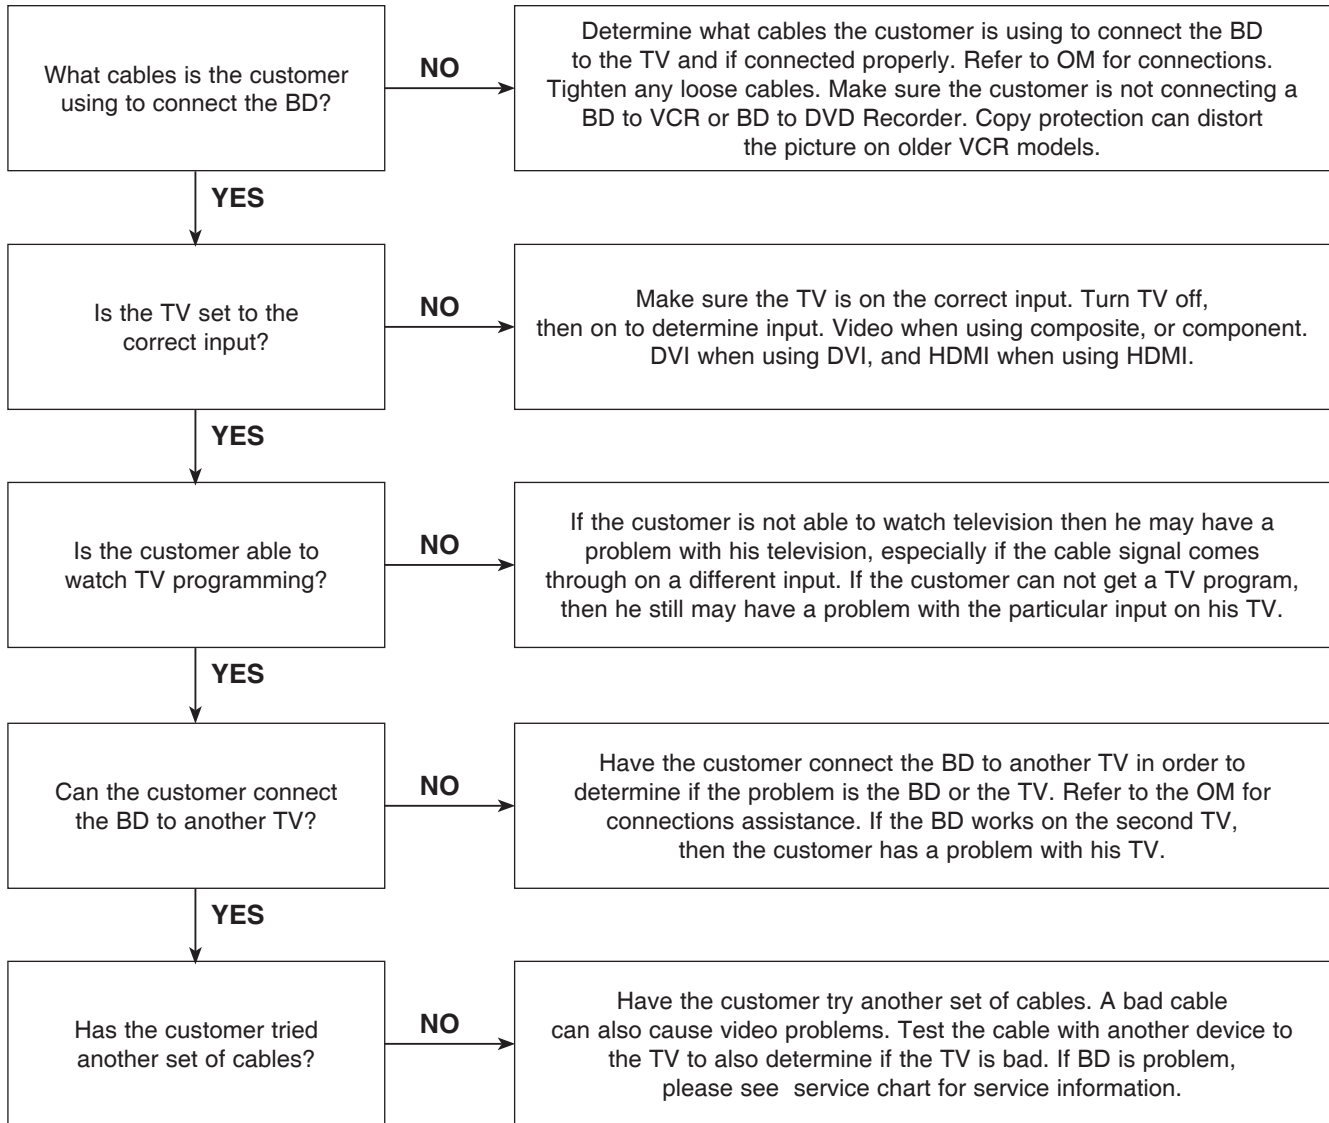 What cables is the customer
using to connect the BD?
NO
Determine what cables the customer is using to connect the BD
to the TV and if connected properly. Refer to OM for connections.
Tighten any loose cables. Make sure the customer is not connecting a
BD to VCR or BD to DVD Recorder. Copy protection can distort
the picture on older VCR models.
YES
Is the TV set to the
correct input?
NO
Make sure the TV is on the correct input. Turn TV off,
then on to determine input. Video when using composite, or component.
DVI when using DVI, and HDMI when using HDMI.
YES
Is the customer able to
watch TV programming?
NO
If the customer is not able to watch television then he may have a
problem with his television, especially if the cable signal comes
through on a different input. If the customer can not get a TV program,
then he still may have a problem with the particular input on his TV.
YES
Can the customer connect
the BD to another TV?
NO
Have the customer connect the BD to another TV in order to
determine if the problem is the BD or the TV. Refer to the OM for
connections assistance. If the BD works on the second TV,
then the customer has a problem with his TV.
YES
Has the customer tried
another set of cables?
NO
Have the customer try another set of cables. A bad cable
can also cause video problems. Test the cable with another device to
the TV to also determine if the TV is bad. If BD is problem,
please see service chart for service information.